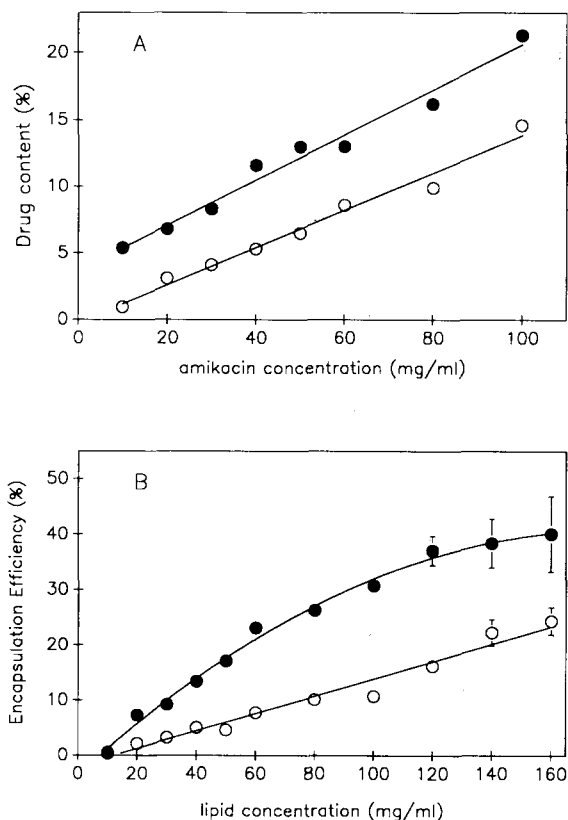 A
Drug content (%)
20
15
10
5
0
0 20 40 60 80 100
amikacin concentration (mg/ml)
B
Encapsulation Efficiency (%)
50
40
30
20
10
0
0 20 40 60 80 100 120 140 160
lipid concentration (mg/ml)